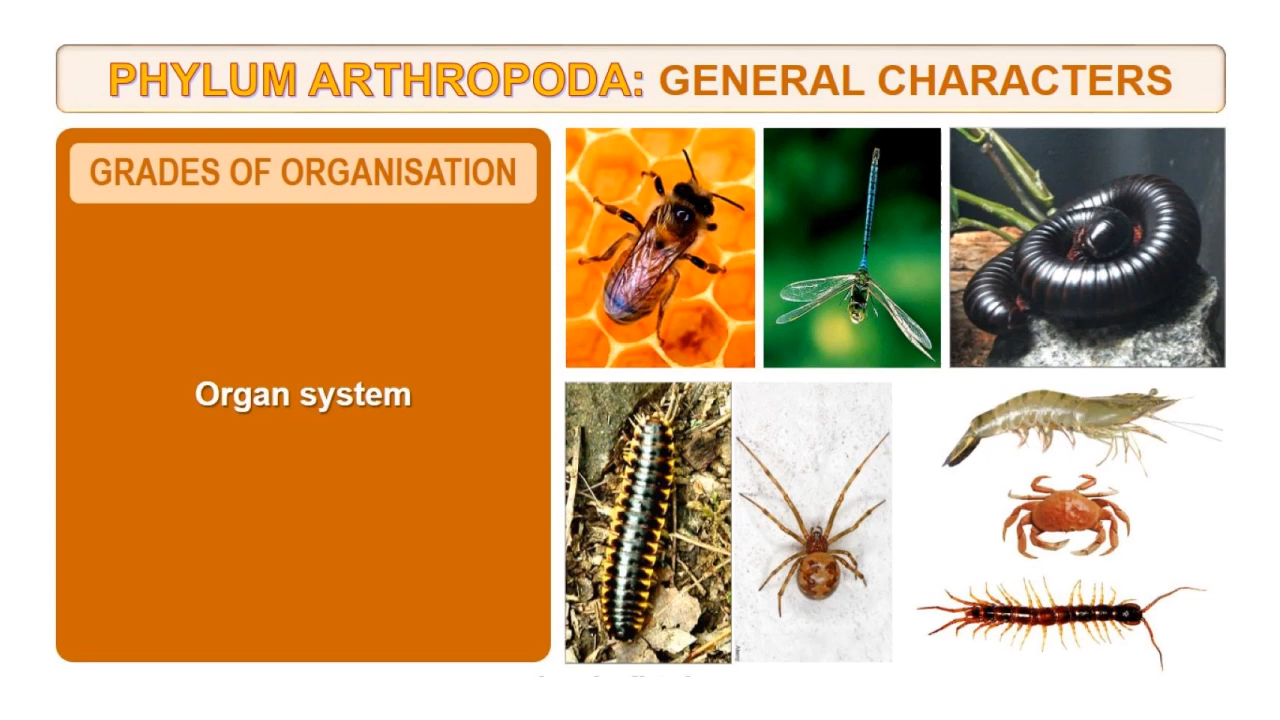 PHYLUM ARTHROPODA: GENERAL CHARACTERS
GRADES OF ORGANISATION
Organ system